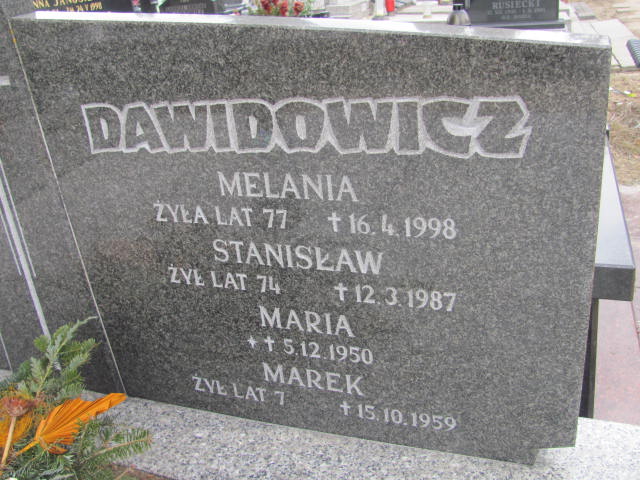 RUSIECKI
DAWIDOWICZ
MELANIA
ŻYŁA LAT 77 ✝ 16.4.1998
STANISŁAW
ŻYŁ LAT 74 ✝ 12.3.1987
MARIA
* ✝ 5.12.1950
MAREK
ŻYŁ LAT 7 ✝ 15.10.1959